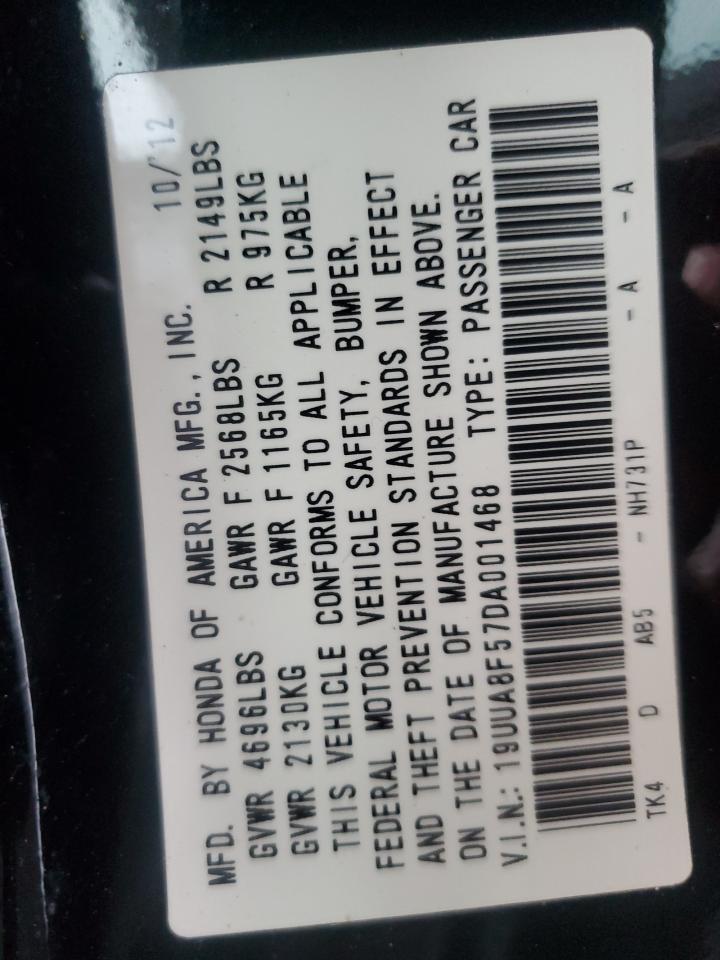 MFD. BY HONDA OF AMERICA MFG., INC. 10/'12
GVWR 4696LBS GAWR F 2568LBS R 2149LBS
GVWR 2130KG GAWR F 1165KG R 975KG
THIS VEHICLE CONFORMS TO ALL APPLICABLE
FEDERAL MOTOR VEHICLE SAFETY, BUMPER,
AND THEFT PREVENTION STANDARDS IN EFFECT
ON THE DATE OF MANUFACTURE SHOWN ABOVE.
V.I.N.: 19UUA8F57DA001468 TYPE: PASSENGER CAR
TK4 D AB5 - NH731P - A - A